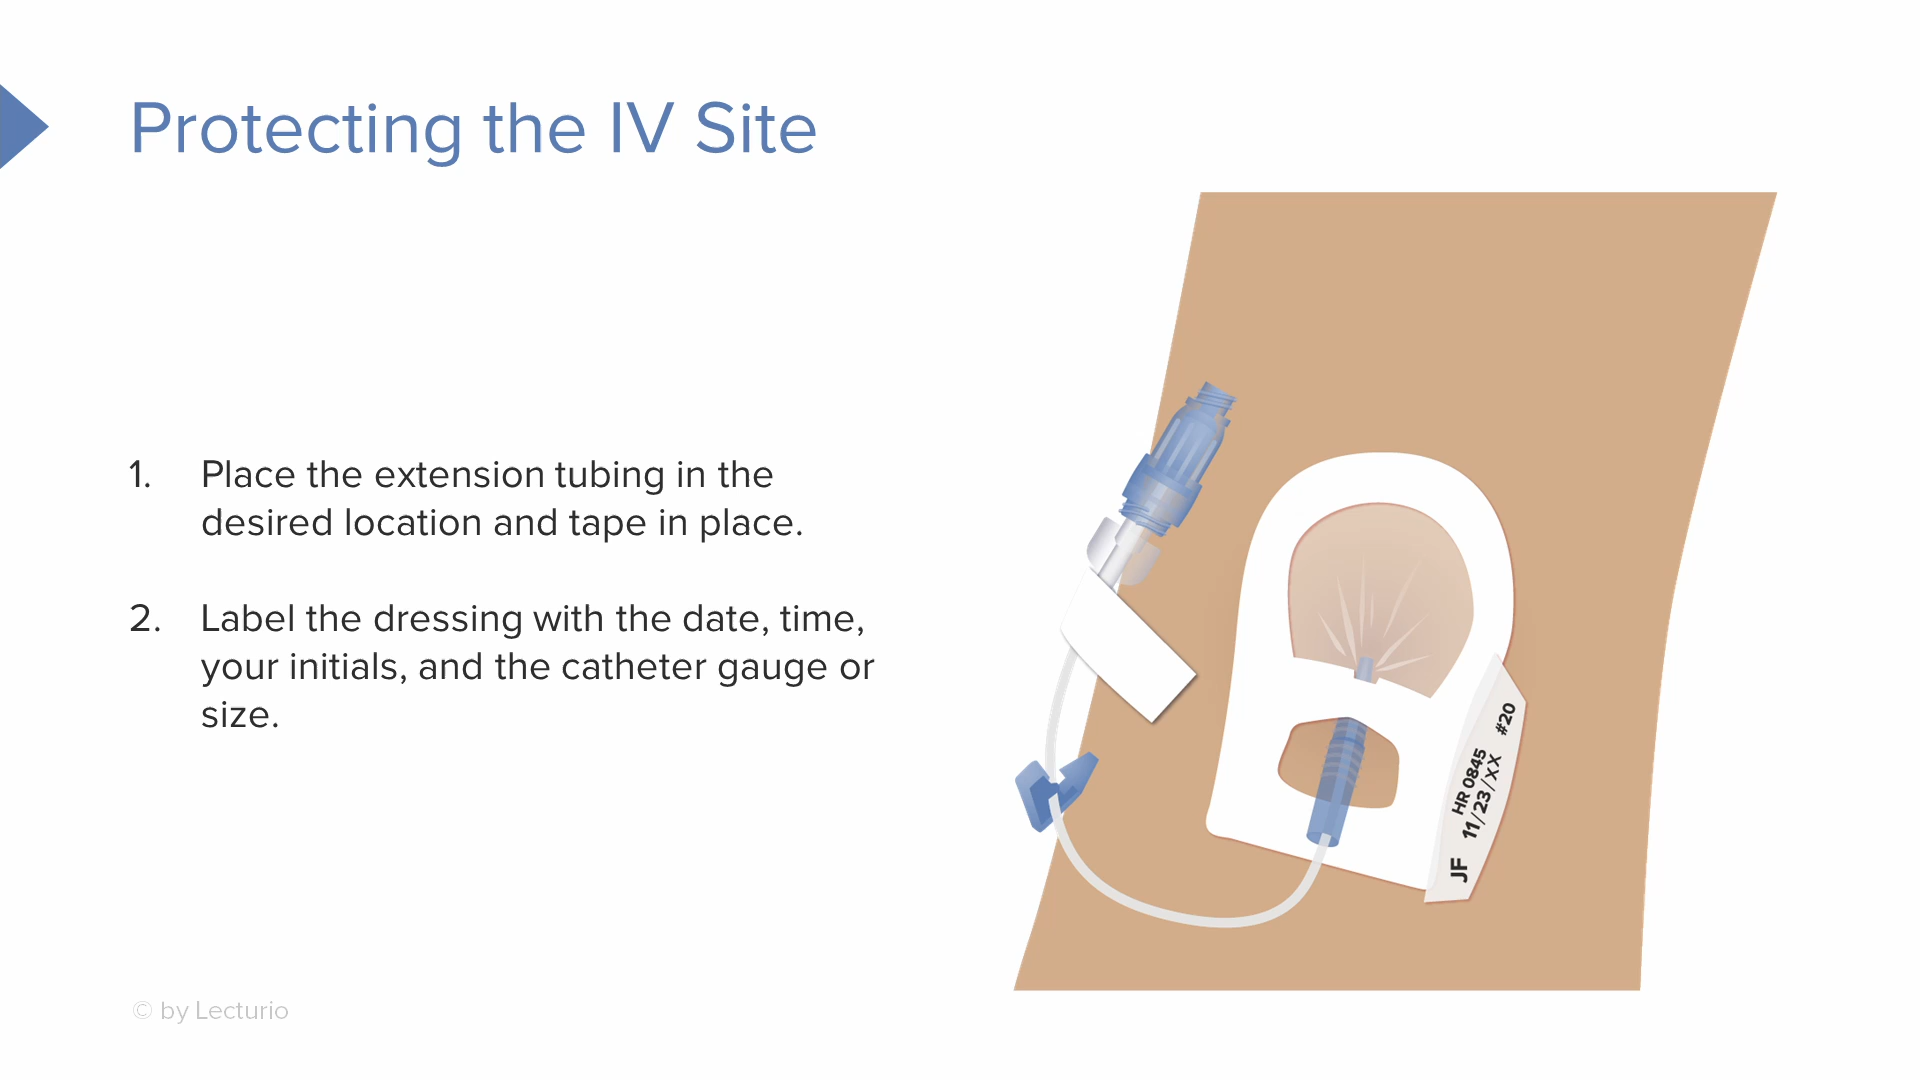 Protecting the IV Site
1. Place the extension tubing in the
desired location and tape in place.
2. Label the dressing with the date, time,
your initials, and the catheter gauge or
size.
JF 11/23/XX #20
HR 0845
© by Lecturio